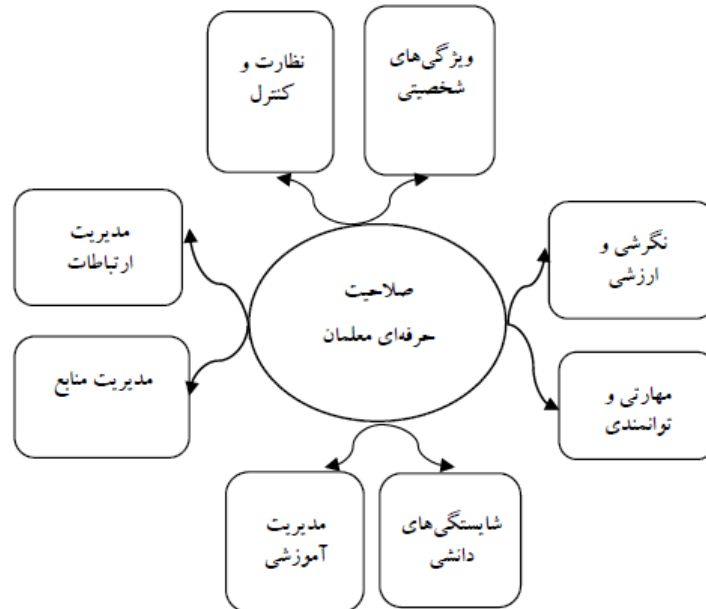 ویژگی‌های
شخصیتی
نظارت و
کنترل
نگرشی و
ارزشی
مدیریت
ارتباطات
صلاحیت
حرفه‌ای معلمان
مهارتی و
توانمندی
مدیریت منابع
شایستگی‌های
دانشی
مدیریت
آموزشی